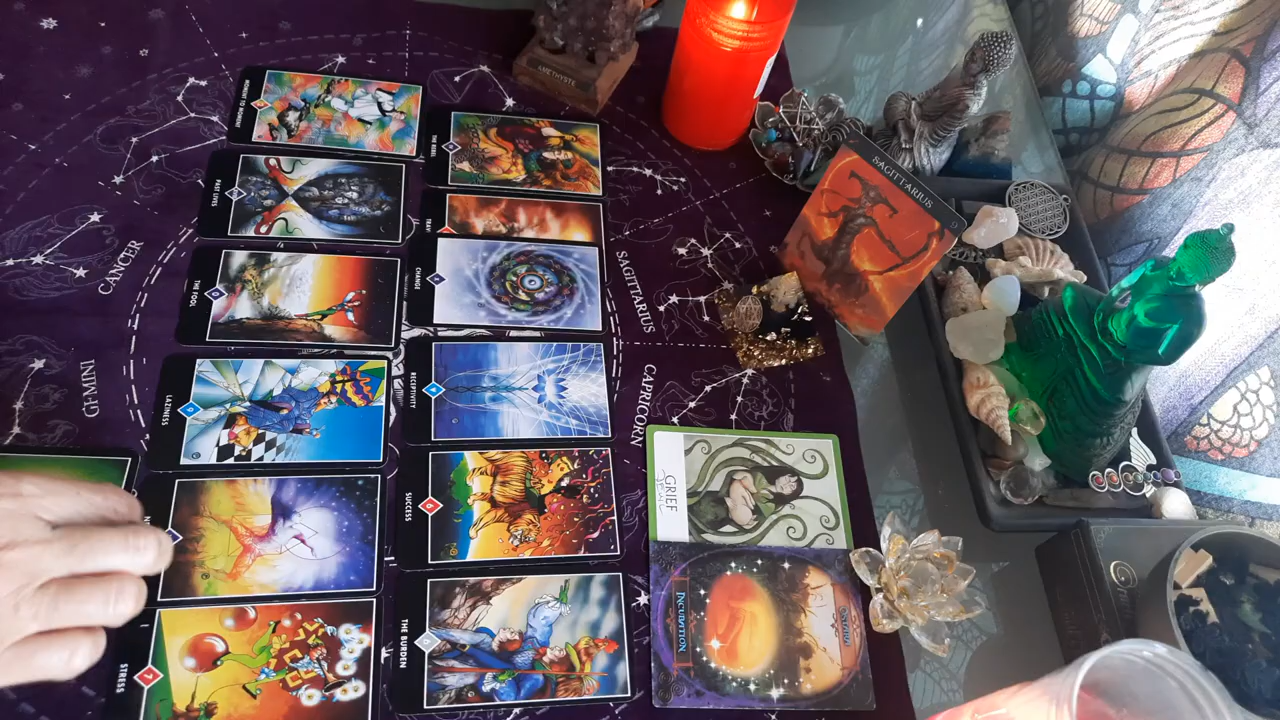 MOMENT TO MOMENT
PAST LIVES
THE FOOL
LAZINESS
STRESS
THE REBEL
CHANGE
RECEPTIVITY
SUCCESS
THE BURDEN
AMETHYSTE
SAGITTARIUS
SAGITTARIUS
CAPRICORN
CANCER
GEMINI
GRIEF
INCUBATION